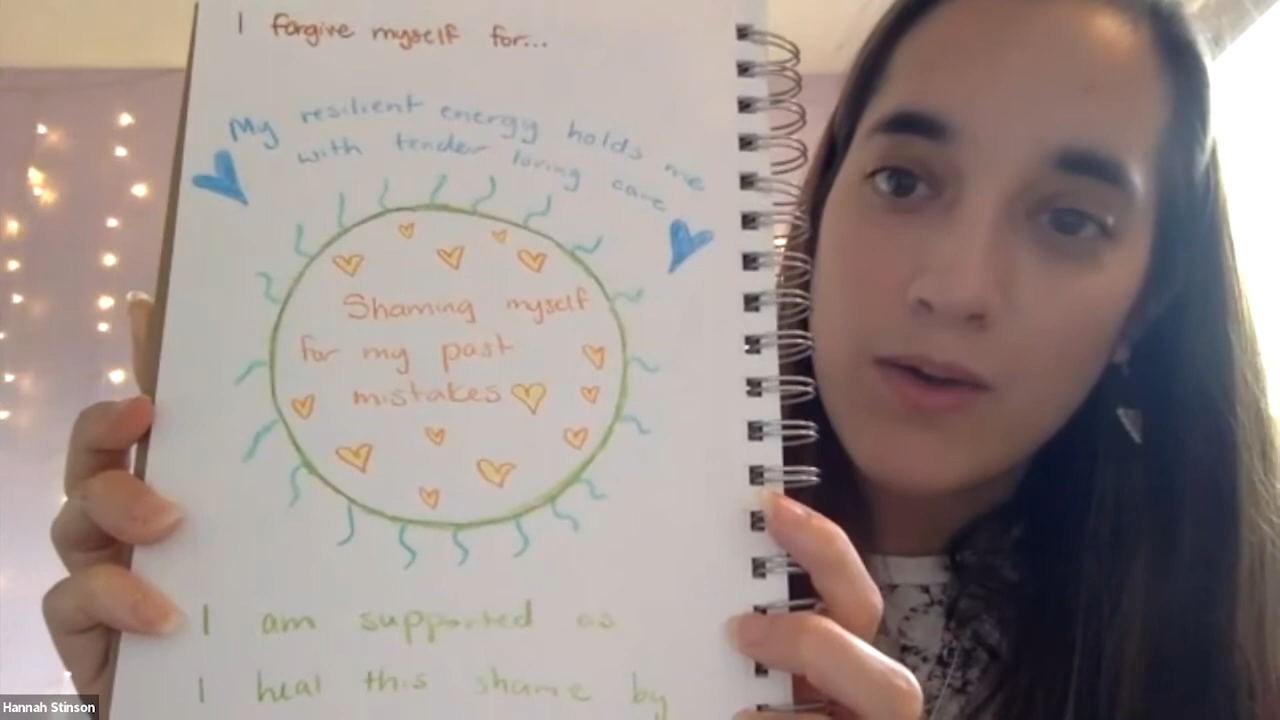 I forgive myself for...
My resilient energy holds me
with tender loving care
Shaming myself
for my past
mistakes
I am supported as
I heal this shame by
Hannah Stinson